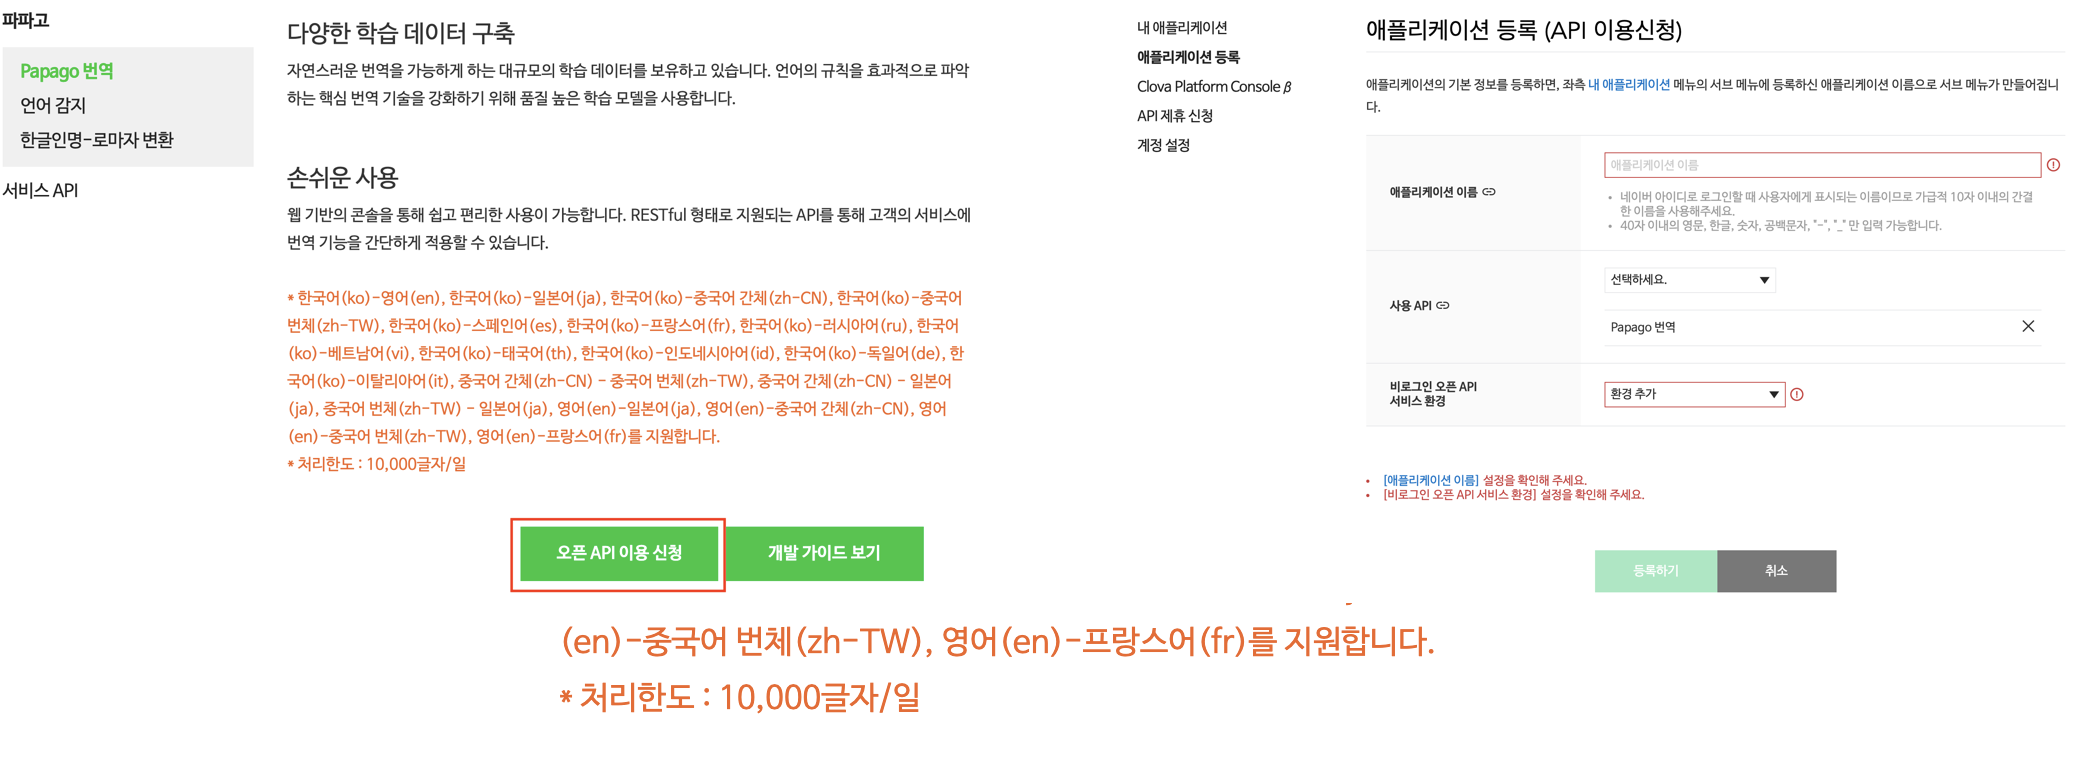 파파고
Papago 번역
언어 감지
한글인명-로마자 변환
서비스 API
다양한 학습 데이터 구축
자연스러운 번역을 가능하게 하는 대규모의 학습 데이터를 보유하고 있습니다. 언어의 규칙을 효과적으로 파악
하는 핵심 번역 기술을 강화하기 위해 품질 높은 학습 모델을 사용합니다.
손쉬운 사용
웹 기반의 콘솔을 통해 쉽고 편리한 사용이 가능합니다. RESTful 형태로 지원되는 API를 통해 고객의 서비스에
번역 기능을 간단하게 적용할 수 있습니다.
* 한국어(ko)-영어(en), 한국어(ko)-일본어(ja), 한국어(ko)-중국어 간체(zh-CN), 한국어(ko)-중국어
번체(zh-TW), 한국어(ko)-스페인어(es), 한국어(ko)-프랑스어(fr), 한국어(ko)-러시아어(ru), 한국어
(ko)-베트남어(vi), 한국어(ko)-태국어(th), 한국어(ko)-인도네시아어(id), 한국어(ko)-독일어(de), 한
국어(ko)-이탈리아어(it), 중국어 간체(zh-CN) - 중국어 번체(zh-TW), 중국어 간체(zh-CN) - 일본어
(ja), 중국어 번체(zh-TW) - 일본어(ja), 영어(en)-일본어(ja), 영어(en)-중국어 간체(zh-CN), 영어
(en)-중국어 번체(zh-TW), 영어(en)-프랑스어(fr)를 지원합니다.
* 처리한도 : 10,000글자/일
오픈 API 이용 신청
개발 가이드 보기
내 애플리케이션
애플리케이션 등록
Clova Platform Console β
API 제휴 신청
계정 설정
애플리케이션 등록 (API 이용신청)
애플리케이션의 기본 정보를 등록하면, 좌측 내 애플리케이션 메뉴의 서브 메뉴에 등록하신 애플리케이션 이름으로 서브 메뉴가 만들어집니
다.
애플리케이션 이름
애플리케이션 이름
• 네이버 아이디로 로그인할 때 사용자에게 표시되는 이름이므로 가급적 10자 이내의 간결
한 이름을 사용해주세요.
• 40자 이내의 영문, 한글, 숫자, 공백문자, "-", "_" 만 입력 가능합니다.
사용 API
선택하세요.
Papago 번역
비로그인 오픈 API
서비스 환경
환경 추가
• [애플리케이션 이름] 설정을 확인해 주세요.
• [비로그인 오픈 API 서비스 환경] 설정을 확인해 주세요.
등록하기
취소
(en)-중국어 번체(zh-TW), 영어(en)-프랑스어(fr)를 지원합니다.
* 처리한도 : 10,000글자/일